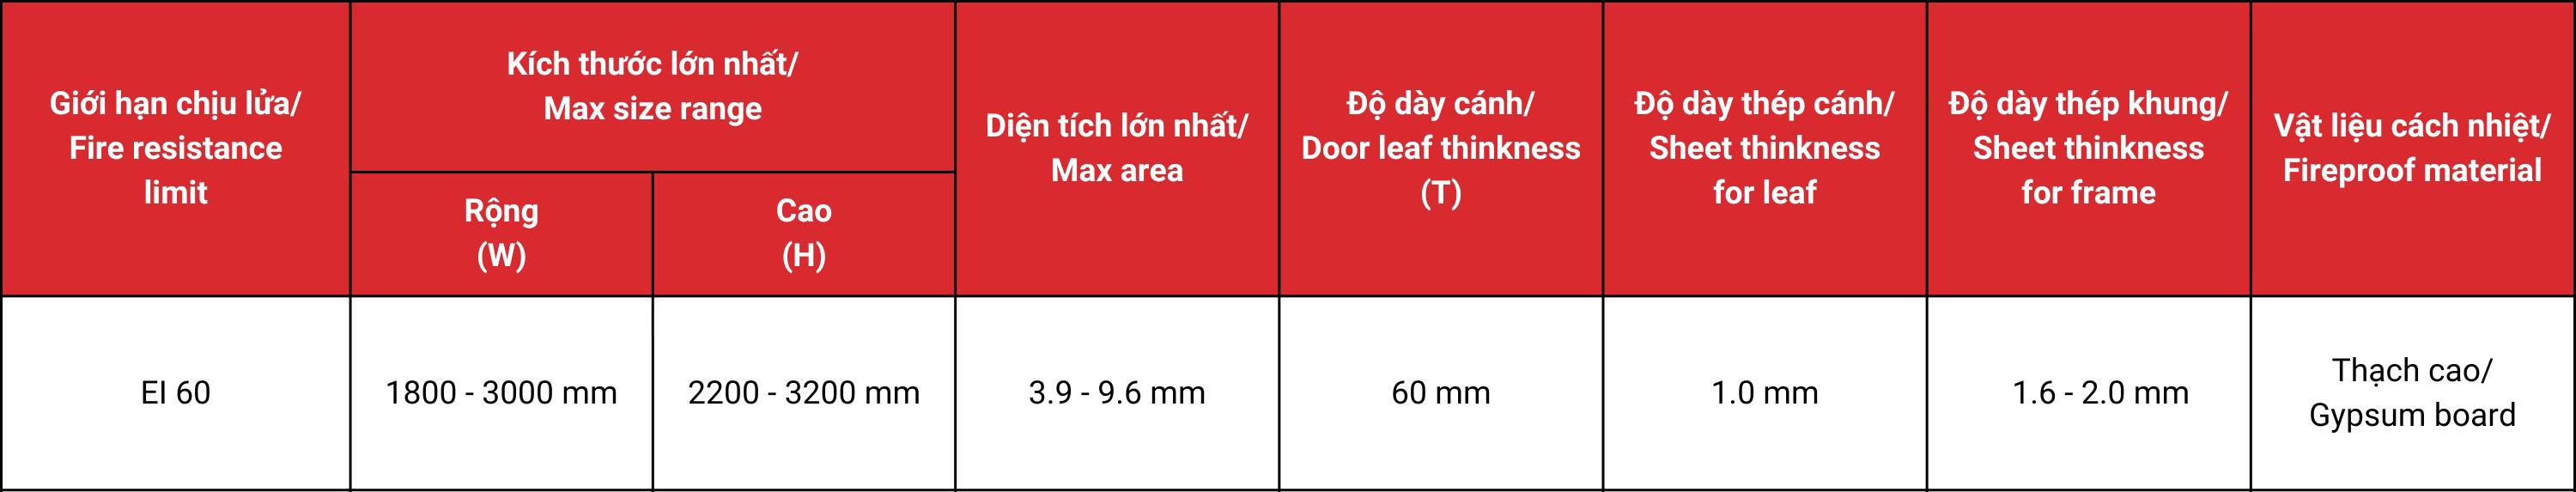 Giới hạn chịu lửa/
Fire resistance
limit
Kích thước lớn nhất/
Max size range
Rộng
(W)
Cao
(H)
Diện tích lớn nhất/
Max area
Độ dày cánh/
Door leaf thinkness
(T)
Độ dày thép cánh/
Sheet thinkness
for leaf
Độ dày thép khung/
Sheet thinkness
for frame
Vật liệu cách nhiệt/
Fireproof material
EI 60
1800 - 3000 mm
2200 - 3200 mm
3.9 - 9.6 mm
60 mm
1.0 mm
1.6 - 2.0 mm
Thạch cao/
Gypsum board